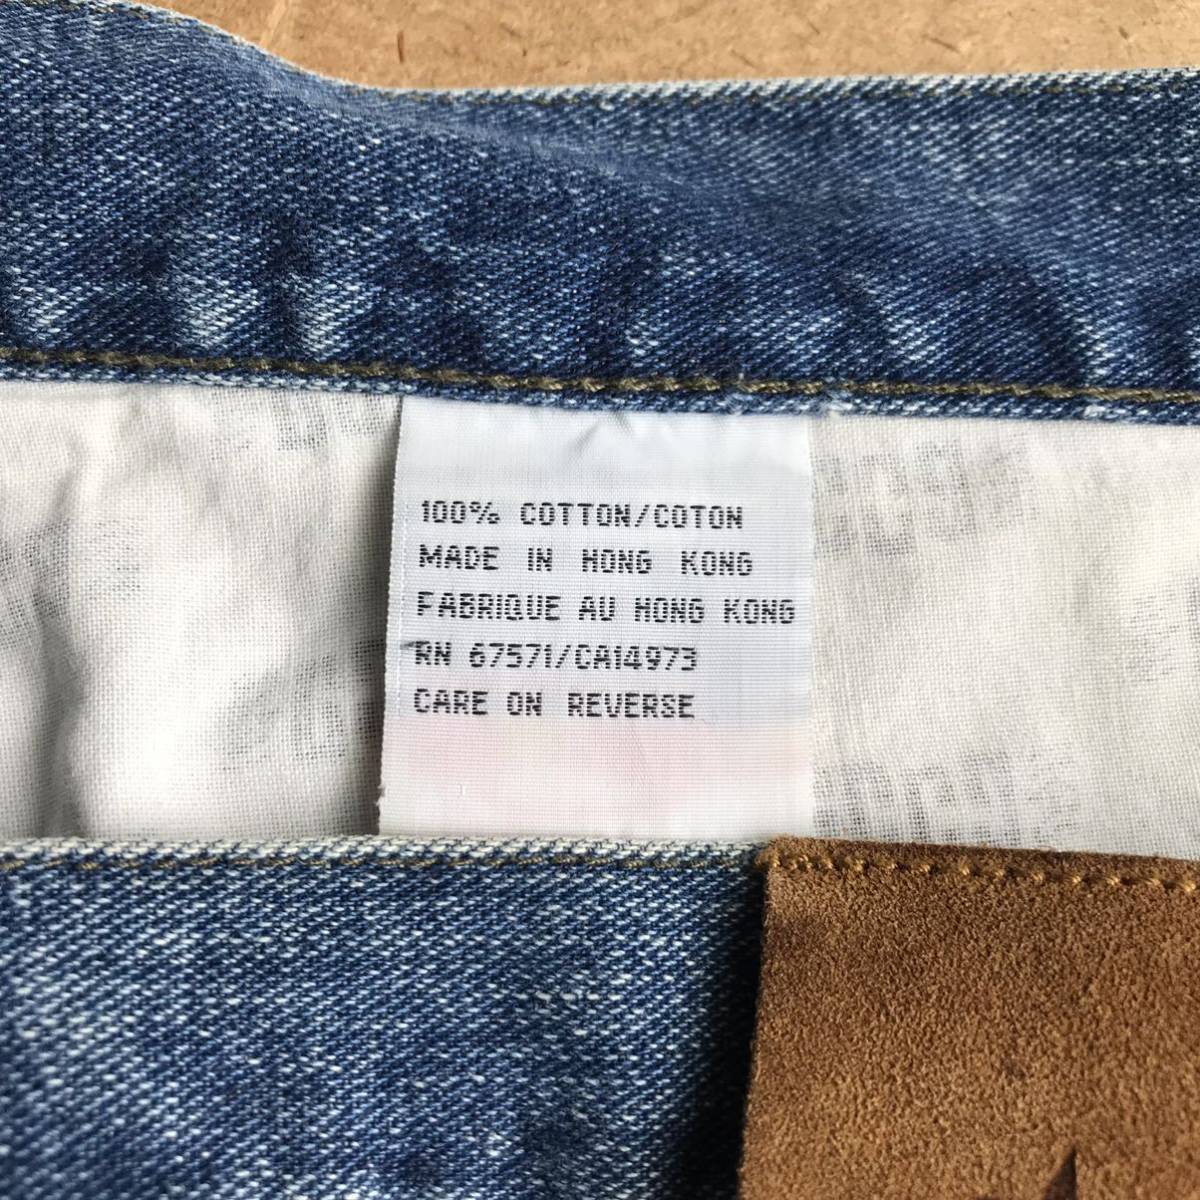 100% COTTON/COTON
MADE IN HONG KONG
FABRIQUE AU HONG KONG
RN 67571/CA14973
CARE ON REVERSE